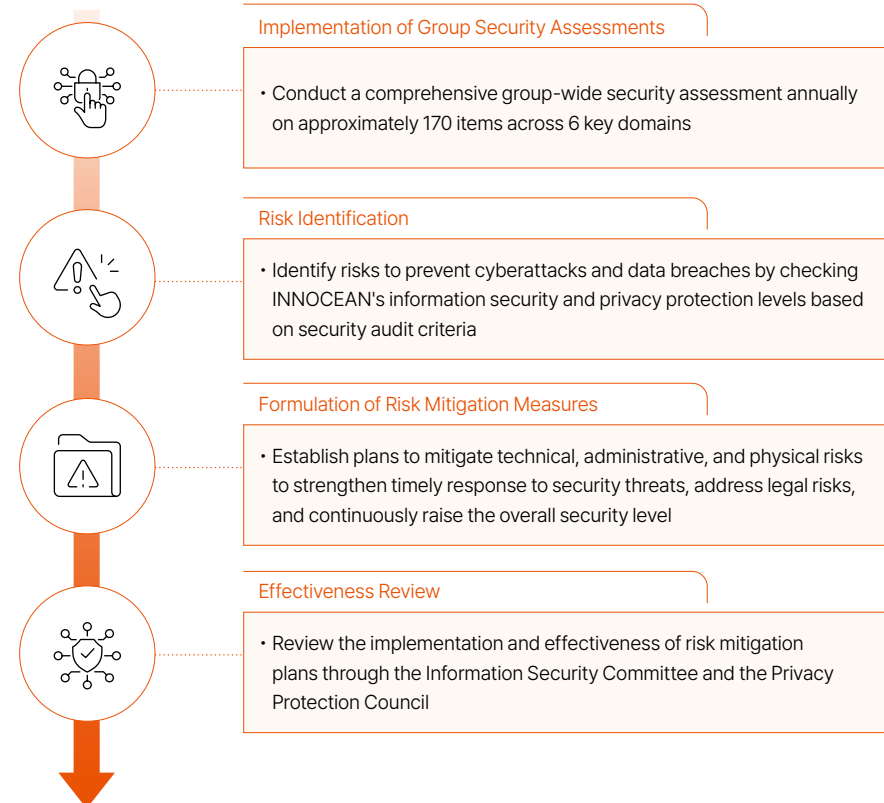 Implementation of Group Security Assessments
• Conduct a comprehensive group-wide security assessment annually
on approximately 170 items across 6 key domains
Risk Identification
• Identify risks to prevent cyberattacks and data breaches by checking
INNOCEAN's information security and privacy protection levels based
on security audit criteria
Formulation of Risk Mitigation Measures
• Establish plans to mitigate technical, administrative, and physical risks
to strengthen timely response to security threats, address legal risks,
and continuously raise the overall security level
Effectiveness Review
• Review the implementation and effectiveness of risk mitigation
plans through the Information Security Committee and the Privacy
Protection Council